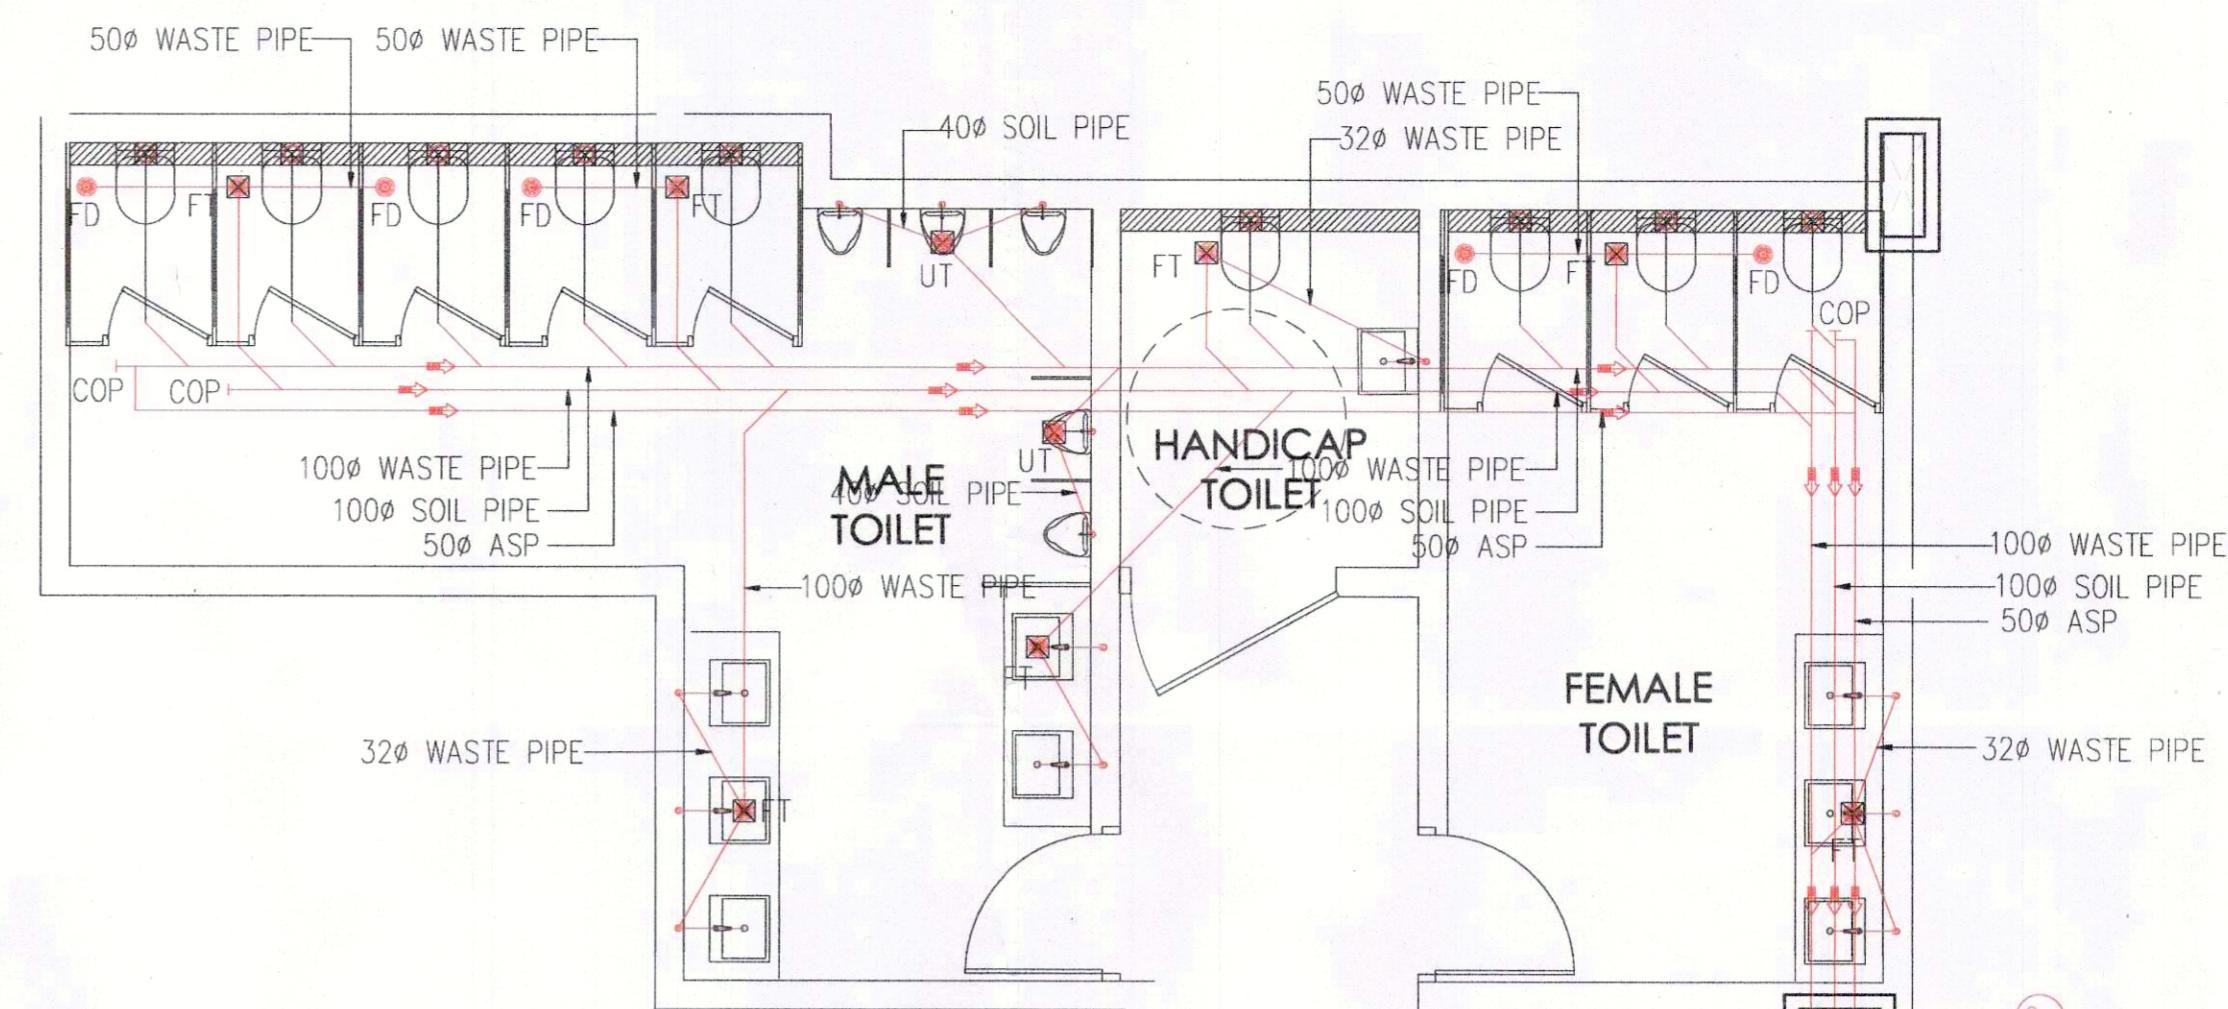 50ø WASTE PIPE
50ø WASTE PIPE
50ø WASTE PIPE
40ø SOIL PIPE
32ø WASTE PIPE
FD
FT
FD
FD
FT
UT
FT
FD
FT
FD
COP
COP
COP
UT
100ø WASTE PIPE
100ø SOIL PIPE
50ø ASP
MALE
TOILET
40ø SOIL PIPE
HANDICAP
TOILET
100ø WASTE PIPE
100ø SOIL PIPE
50ø ASP
100ø WASTE PIPE
100ø SOIL PIPE
50ø ASP
100ø WASTE PIPE
FT
FEMALE
TOILET
32ø WASTE PIPE
32ø WASTE PIPE
FT
FT